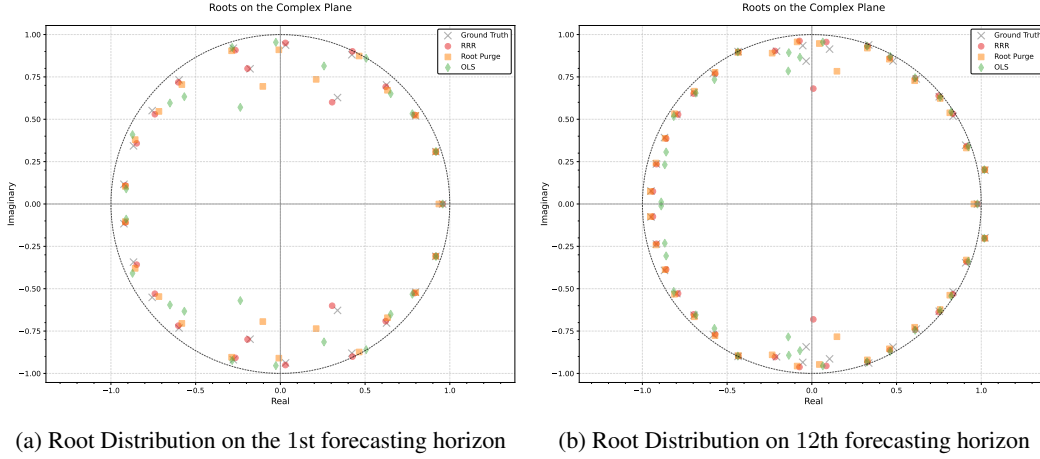 Roots on the Complex Plane
Ground Truth
RRR
Root Purge
OLS
1.00
0.75
0.50
0.25
0.00
−0.25
−0.50
−0.75
−1.00
Imaginary
−1.0
−0.5
0.0
0.5
1.0
Real
(a) Root Distribution on the 1st forecasting horizon
Roots on the Complex Plane
Ground Truth
RRR
Root Purge
OLS
1.00
0.75
0.50
0.25
0.00
−0.25
−0.50
−0.75
−1.00
Imaginary
−1.0
−0.5
0.0
0.5
1.0
Real
(b) Root Distribution on 12th forecasting horizon